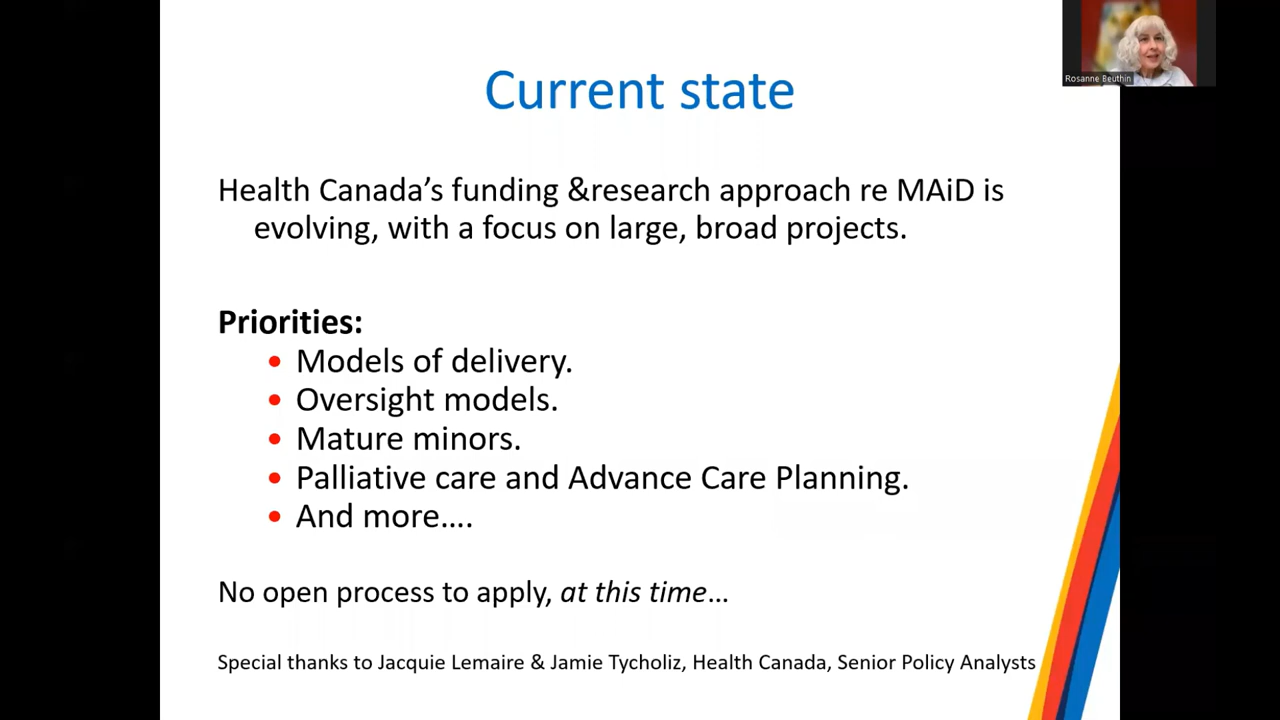 Current state
Rosanne Beuthin
Health Canada’s funding &research approach re MAiD is
evolving, with a focus on large, broad projects.
Priorities:
• Models of delivery.
• Oversight models.
• Mature minors.
• Palliative care and Advance Care Planning.
• And more….
No open process to apply, at this time…
Special thanks to Jacquie Lemaire & Jamie Tycholiz, Health Canada, Senior Policy Analysts